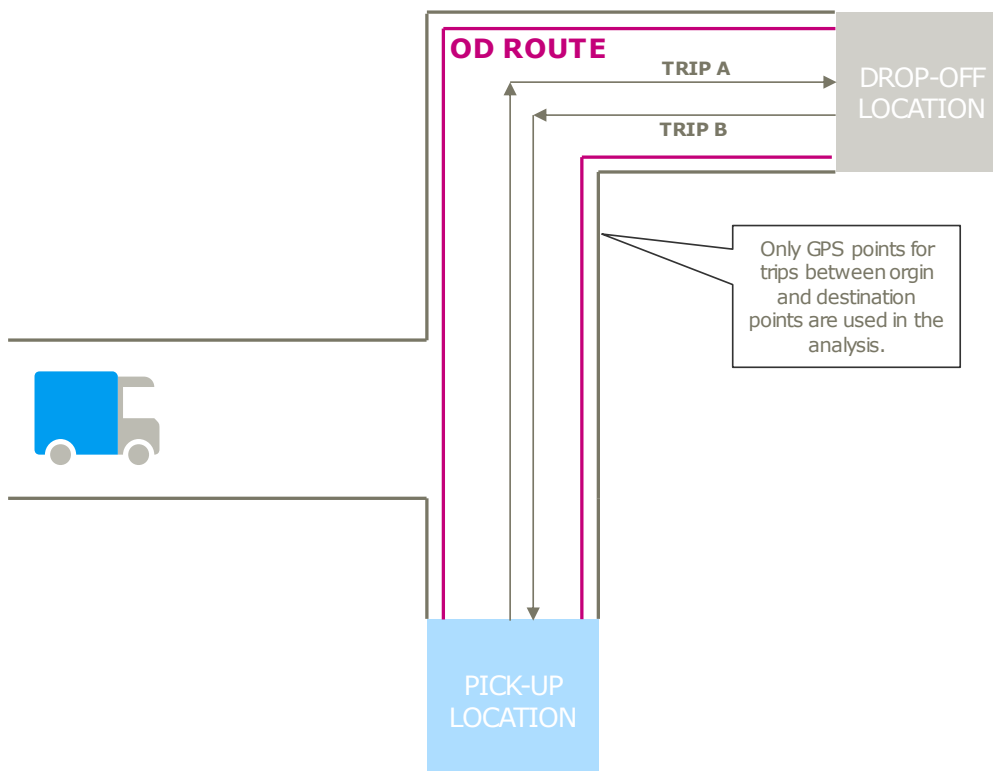 OD ROUTE
TRIP A
TRIP B
DROP-OFF
LOCATION
Only GPS points for
trips between orgin
and destination
points are used in the
analysis.
PICK-UP
LOCATION